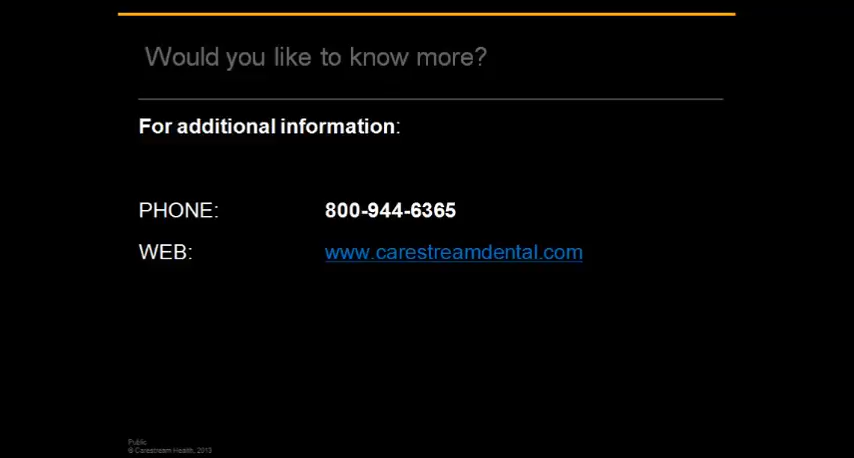 Would you like to know more?
For additional information:
PHONE: 800-944-6365
WEB: www.carestreamdental.com
Public
© Carestream Health, 2013